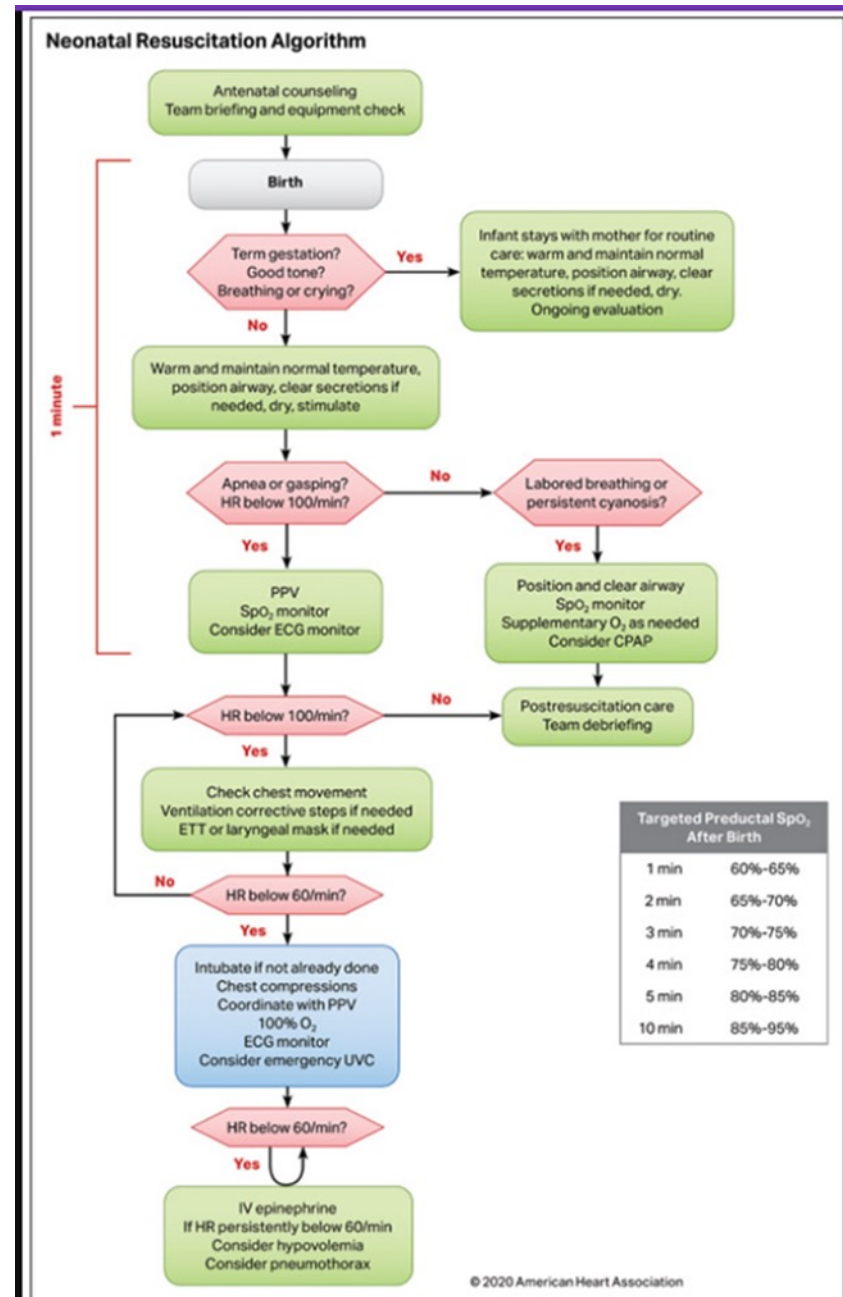 Neonatal Resuscitation Algorithm
Antenatal counseling
Team briefing and equipment check
Birth
Term gestation?
Good tone?
Breathing or crying?
Yes
Infant stays with mother for routine
care: warm and maintain normal
temperature, position airway, clear
secretions if needed, dry.
Ongoing evaluation
No
Warm and maintain normal temperature,
position airway, clear secretions if
needed, dry, stimulate
1 minute
Apnea or gasping?
HR below 100/min?
No
Labored breathing or
persistent cyanosis?
Yes
Yes
PPV
SpO₂ monitor
Consider ECG monitor
Position and clear airway
SpO₂ monitor
Supplementary O₂ as needed
Consider CPAP
HR below 100/min?
No
Postresuscitation care
Team debriefing
Yes
Check chest movement
Ventilation corrective steps if needed
ETT or laryngeal mask if needed
No
HR below 60/min?
Yes
Intubate if not already done
Chest compressions
Coordinate with PPV
100% O₂
ECG monitor
Consider emergency UVC
HR below 60/min?
Yes
IV epinephrine
If HR persistently below 60/min
Consider hypovolemia
Consider pneumothorax
Targeted Preductal SpO₂
After Birth
1 min 60%-65%
2 min 65%-70%
3 min 70%-75%
4 min 75%-80%
5 min 80%-85%
10 min 85%-95%
© 2020 American Heart Association